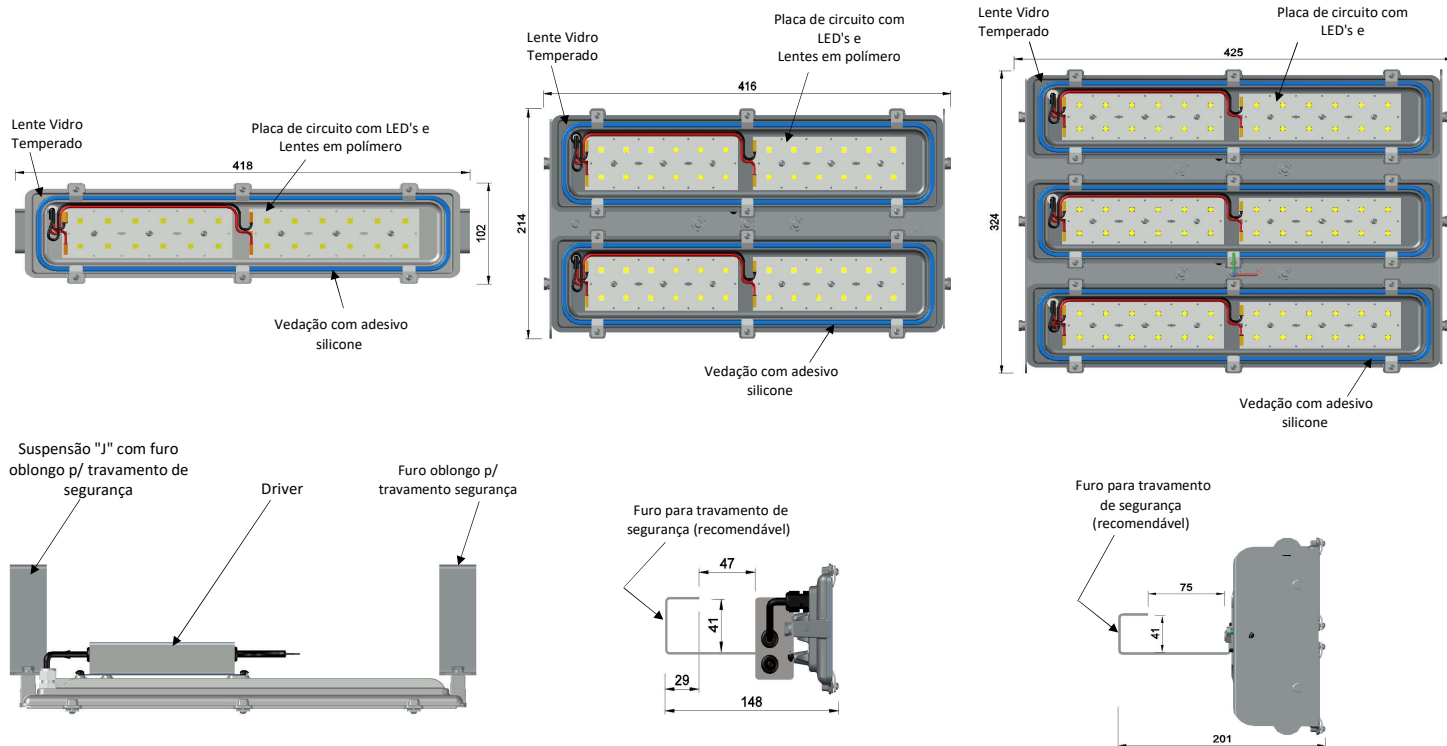 Lente Vidro
Temperado
Placa de circuito com LED's e
Lentes em polímero
418
102
Vedação com adesivo
silicone
Lente Vidro
Temperado
Placa de circuito com
LED's e
Lentes em polímero
416
214
Vedação com adesivo
silicone
Lente Vidro
Temperado
Placa de circuito com
LED's e
425
324
Vedação com adesivo
silicone
Suspensão "J" com furo
oblongo p/ travamento de
segurança
Driver
Furo oblongo p/
travamento segurança
Furo para travamento de
segurança (recomendável)
47
41
29
148
Furo para travamento
de segurança
(recomendável)
75
41
201